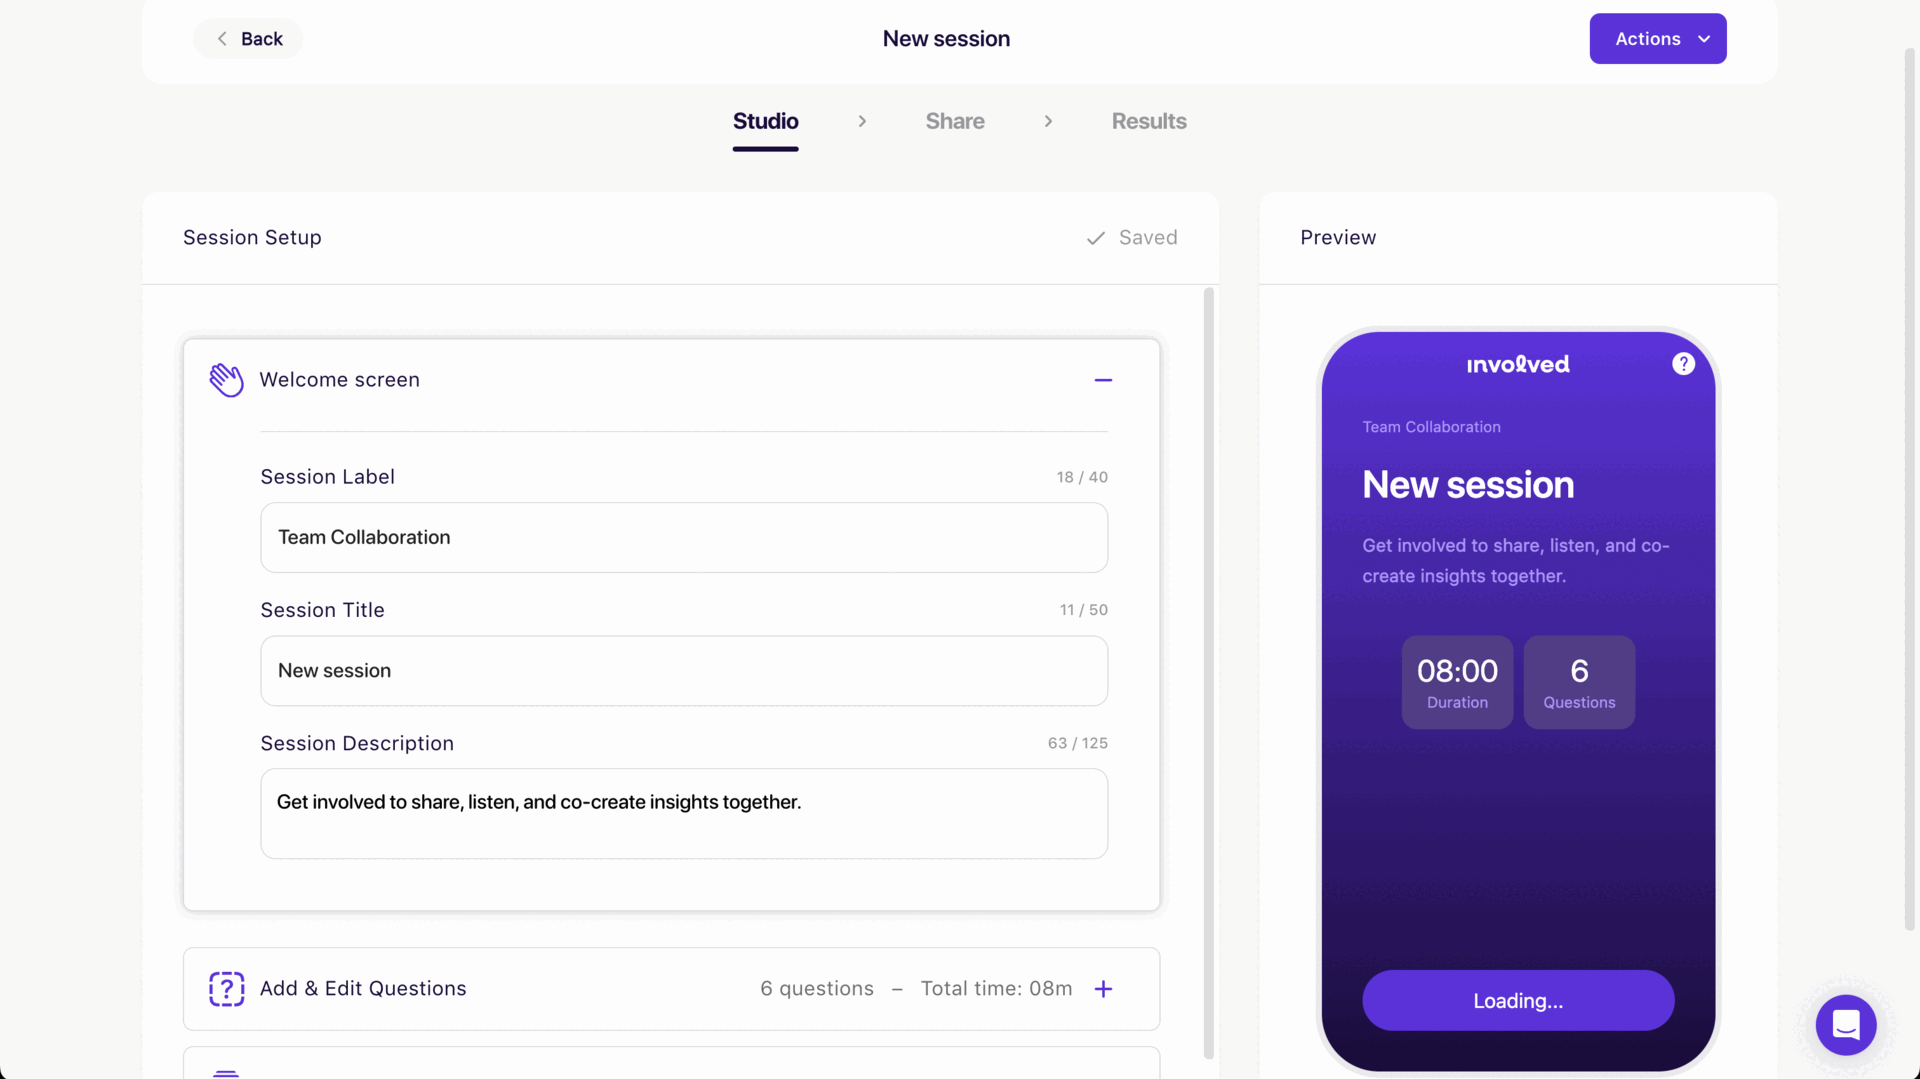 Back
New session
Actions
Studio
Share
Results
Session Setup
Saved
Welcome screen
Session Label
18 / 40
Team Collaboration
Session Title
11 / 50
New session
Session Description
63 / 125
Get involved to share, listen, and co-create insights together.
Add & Edit Questions
6 questions – Total time: 08m
Preview
involved
?
Team Collaboration
New session
Get involved to share, listen, and co-
create insights together.
08:00
Duration
6
Questions
Loading...